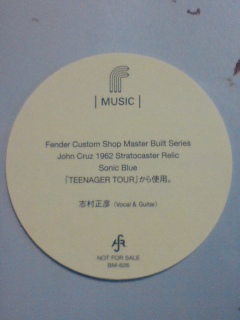 | MUSIC |
Fender Custom Shop Master Built Series
John Cruz 1962 Stratocaster Relic
Sonic Blue
「TEENAGER TOUR」から使用。
志村正彦 (Vocal & Guitar)
NOT FOR SALE
BM-626